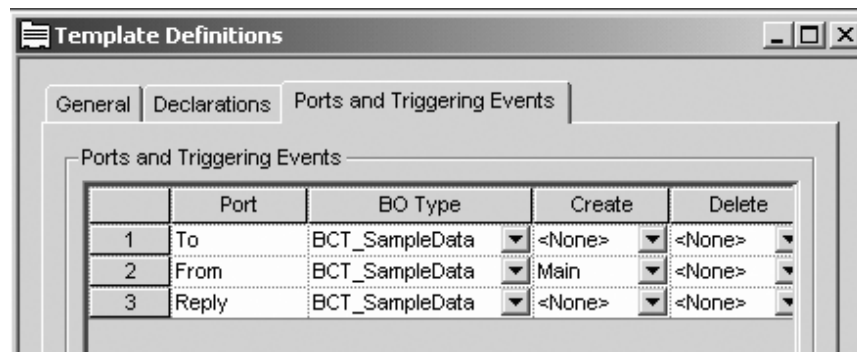 Template Definitions
General Declarations Ports and Triggering Events
Ports and Triggering Events
Port BO Type Create Delete
1 To BCT_SampleData <None> <None>
2 From BCT_SampleData Main <None>
3 Reply BCT_SampleData <None> <None>